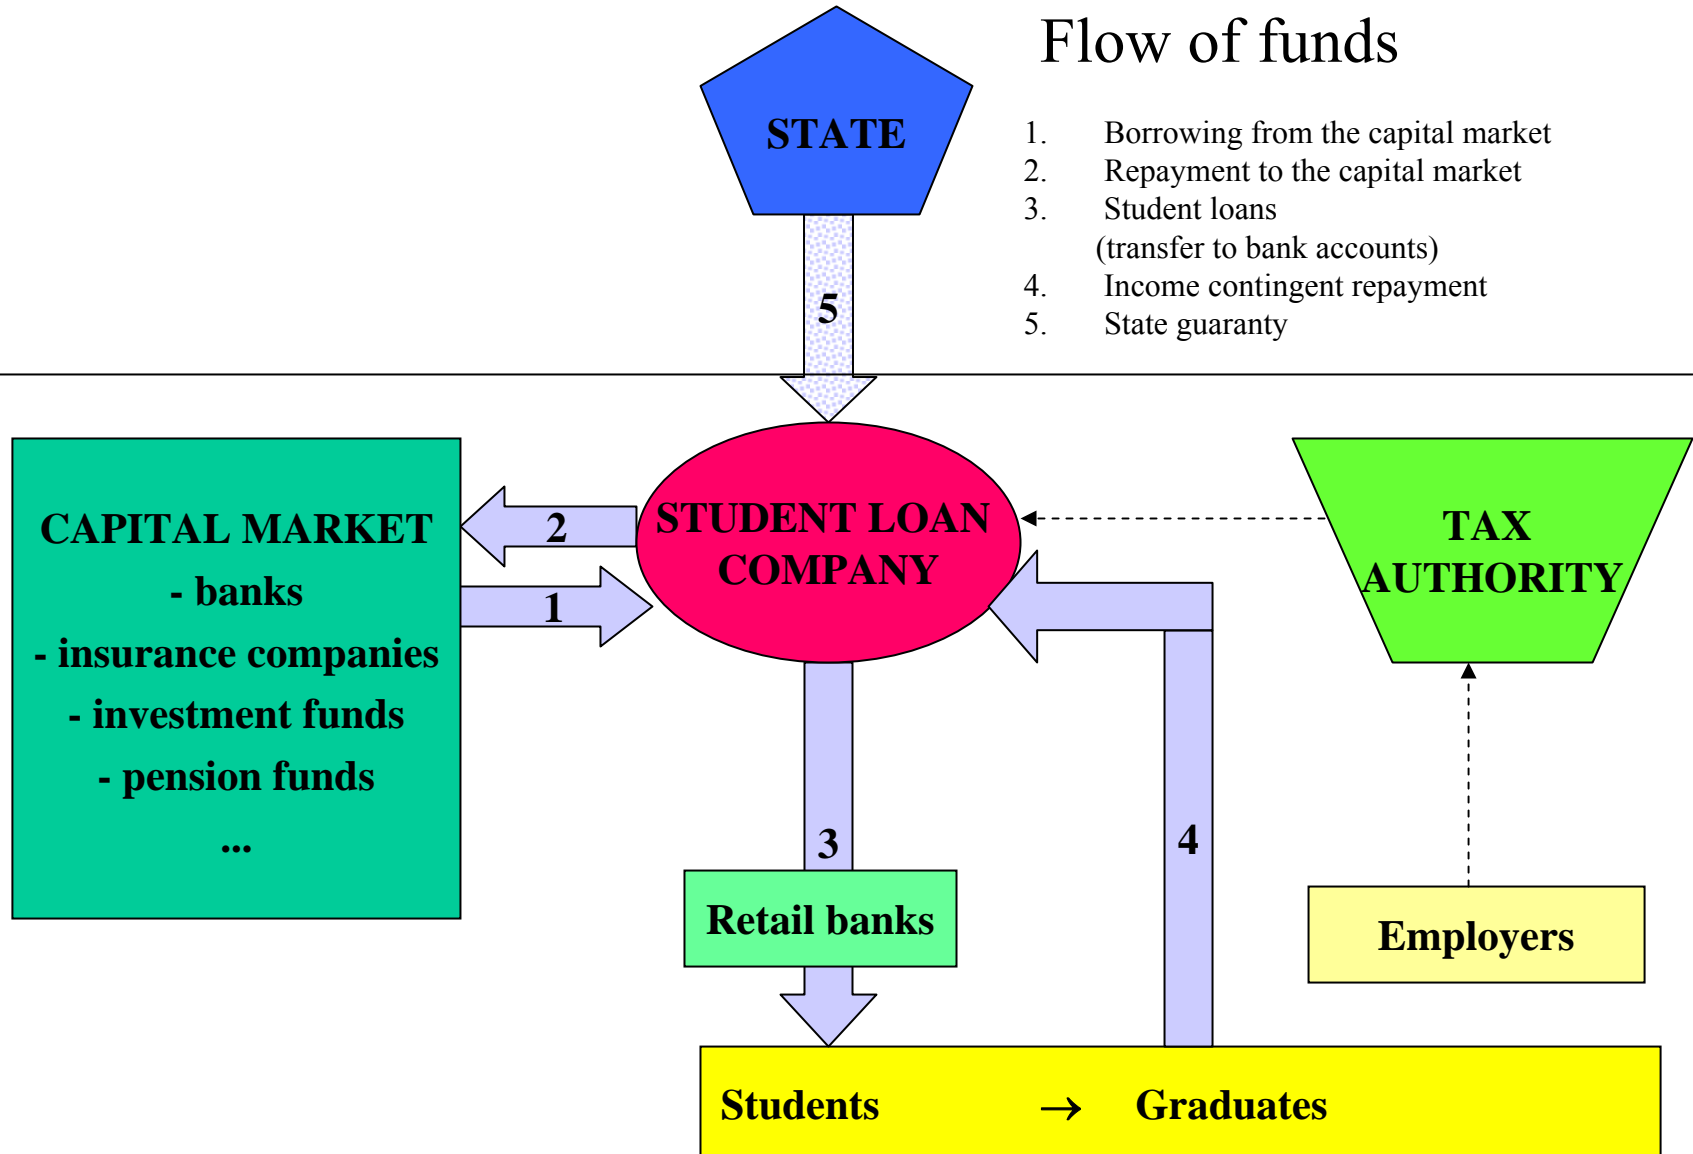 Flow of funds
STATE
1. Borrowing from the capital market
2. Repayment to the capital market
3. Student loans
(transfer to bank accounts)
4. Income contingent repayment
5. State guaranty
5
CAPITAL MARKET
- banks
- insurance companies
- investment funds
- pension funds
...
2
1
STUDENT LOAN
COMPANY
TAX
AUTHORITY
3
4
Retail banks
Employers
Students → Graduates